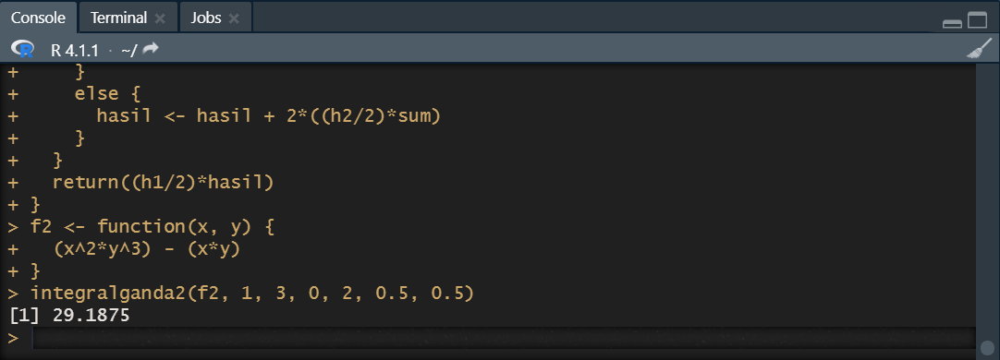 Console Terminal Jobs
R 4.1.1 · ~/
+     }
+     else {
+       hasil <- hasil + 2*((h2/2)*sum)
+     }
+   }
+   return((h1/2)*hasil)
+ }
> f2 <- function(x, y) {
+   (x^2*y^3) - (x*y)
+ }
> integralganda2(f2, 1, 3, 0, 2, 0.5, 0.5)
[1] 29.1875
>